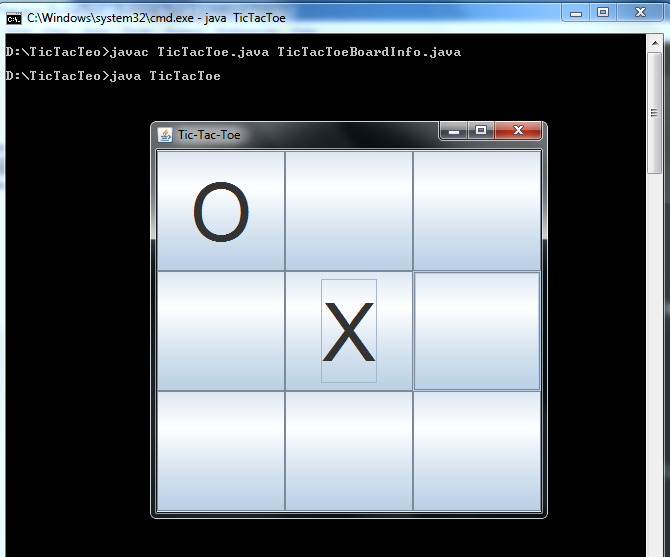 C:\Windows\system32\cmd.exe - java  TicTacToe
D:\TicTacTeo>javac TicTacToe.java TicTacToeBoardInfo.java
D:\TicTacTeo>java TicTacToe
Tic-Tac-Toe
O
X